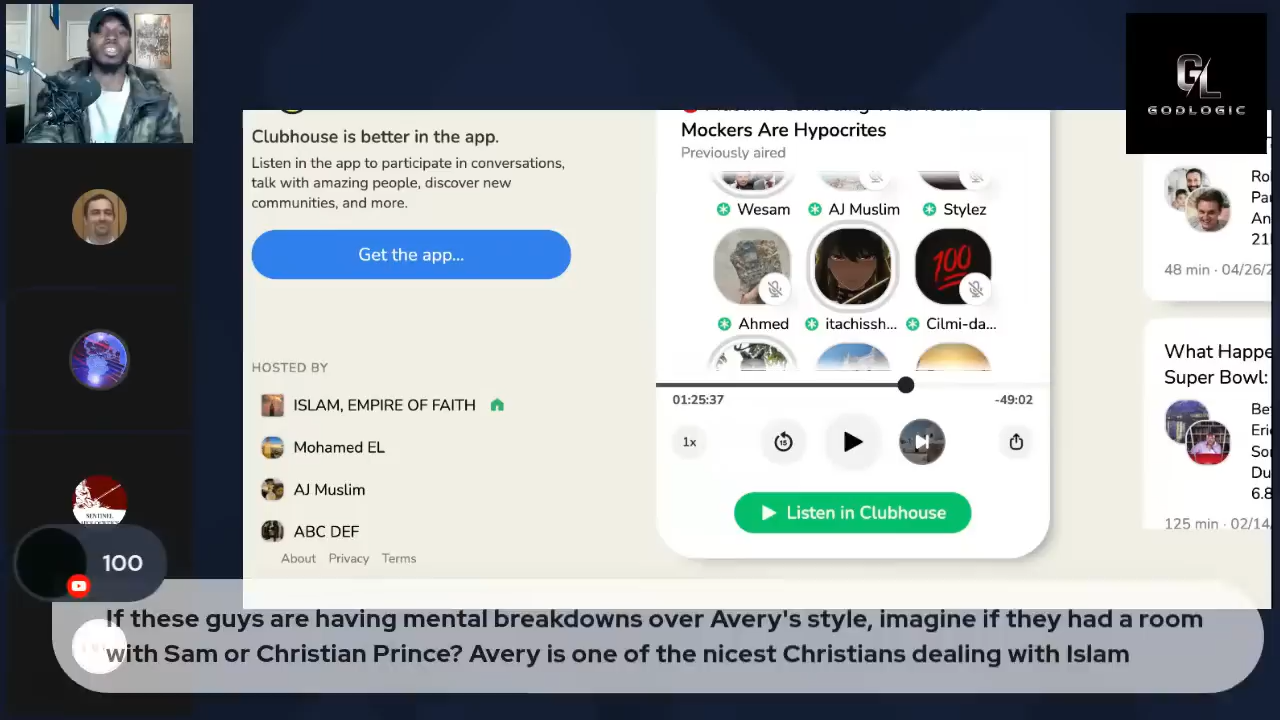 GL
GODLOGIC
Clubhouse is better in the app.
Listen in the app to participate in conversations,
talk with amazing people, discover new
communities, and more.
Get the app...
HOSTED BY
ISLAM, EMPIRE OF FAITH
Mohamed EL
AJ Muslim
ABC DEF
About Privacy Terms
Mockers Are Hypocrites
Previously aired
Wesam AJ Muslim Stylez
100
Ahmed itachissh... Cilmi-da...
01:25:37 -49:02
1x 15
Listen in Clubhouse
48 min · 04/26/2
What Happe
Super Bowl:
125 min · 02/14/
SENTINEL
100
If these guys are having mental breakdowns over Avery's style, imagine if they had a room
with Sam or Christian Prince? Avery is one of the nicest Christians dealing with Islam